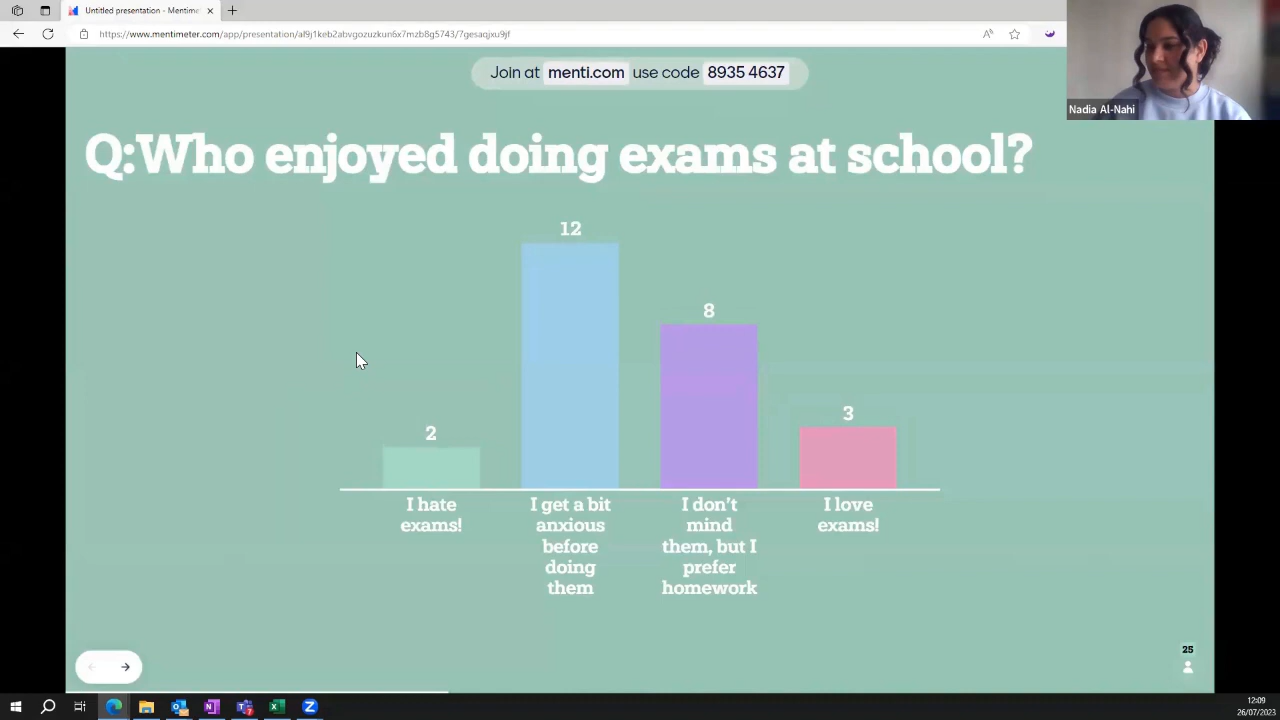 Untitled presentation - Mentime
https://www.mentimeter.com/app/presentation/al9j1keb2abvgozuzkun6x7mzb8g5743/7gesaqjxu9jf
Join at menti.com use code 8935 4637
Nadia Al-Nahi
Q:Who enjoyed doing exams at school?
12
8
3
2
I hate
exams!
I get a bit
anxious
before
doing
them
I don't
mind
them, but I
prefer
homework
I love
exams!
25
12:09
26/07/2023